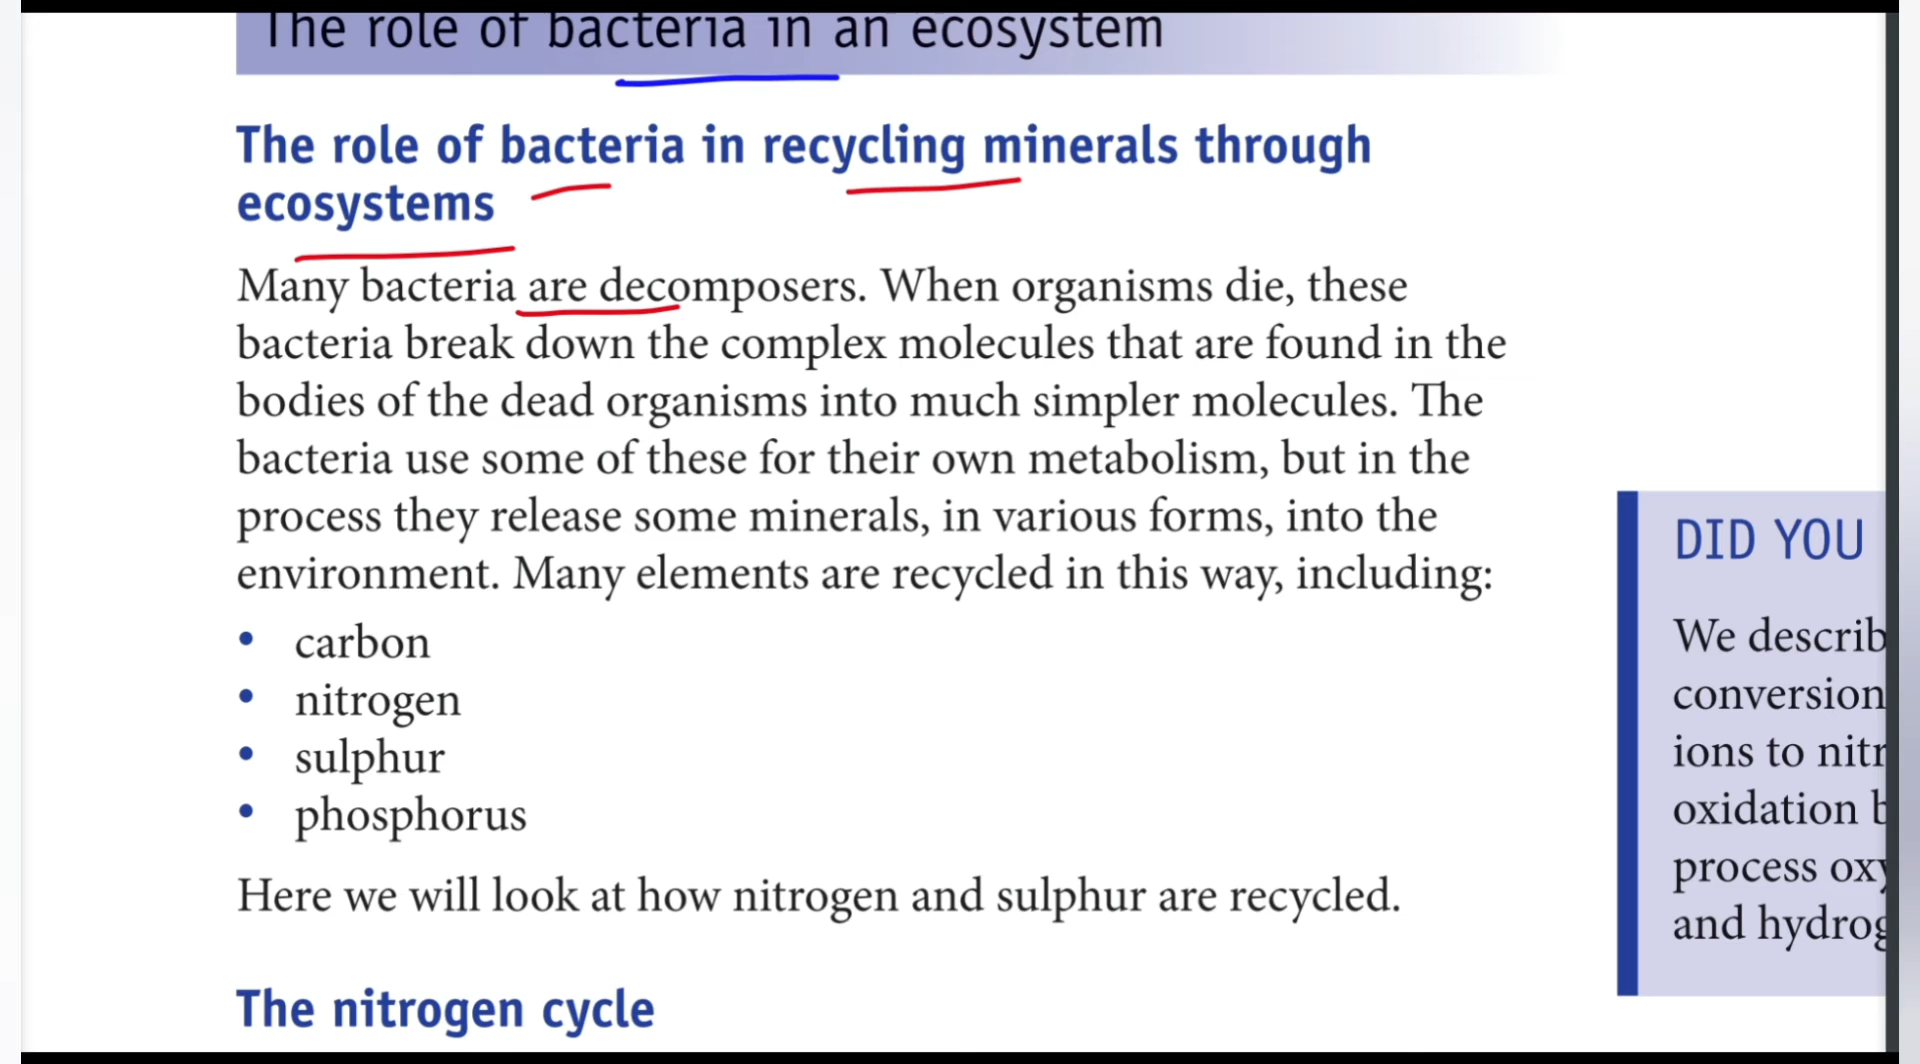 The role of bacteria in an ecosystem
The role of bacteria in recycling minerals through
ecosystems
Many bacteria are decomposers. When organisms die, these
bacteria break down the complex molecules that are found in the
bodies of the dead organisms into much simpler molecules. The
bacteria use some of these for their own metabolism, but in the
process they release some minerals, in various forms, into the
environment. Many elements are recycled in this way, including:
• carbon
• nitrogen
• sulphur
• phosphorus
Here we will look at how nitrogen and sulphur are recycled.
The nitrogen cycle
DID YOU
We describ
conversion
ions to nitr
oxidation b
process oxy
and hydrog